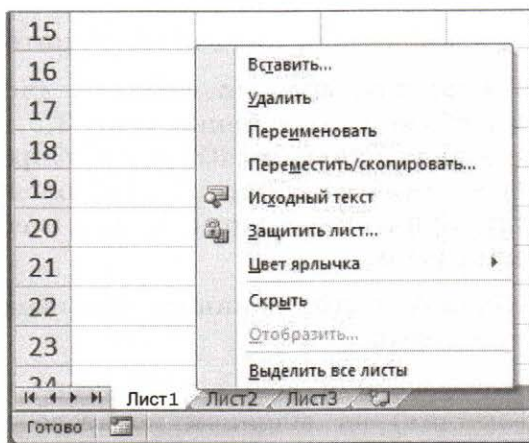 15
16
17
18
19
20
21
22
23
24
Вставить...
Удалить
Переименовать
Переместить/скопировать...
Исходный текст
Защитить лист...
Цвет ярлычка
Скрыть
Отобразить...
Выделить все листы
Лист1 Лист2 Лист3
Готово